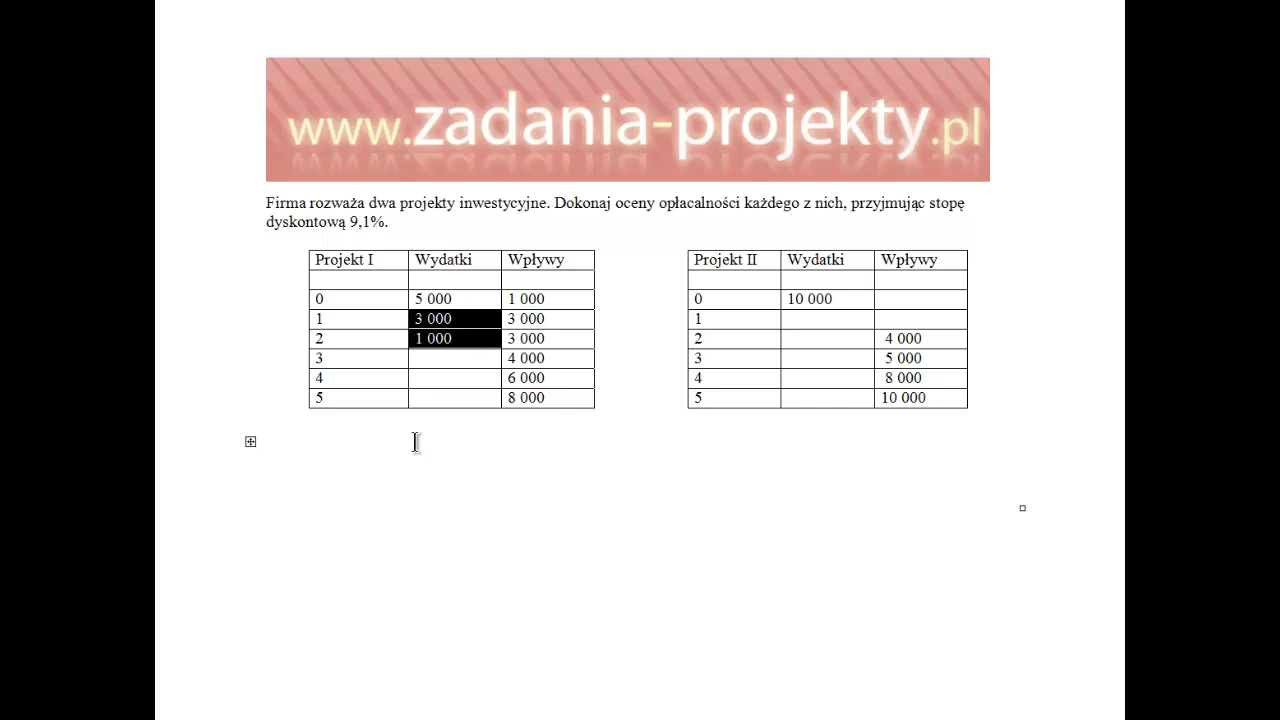 www.zadania-projekty.pl
Firma rozważa dwa projekty inwestycyjne. Dokonaj oceny opłacalności każdego z nich, przyjmując stopę
dyskontową 9,1%.
Projekt I Wydatki Wpływy
0 5 000 1 000
1 3 000 3 000
2 1 000 3 000
3 4 000
4 6 000
5 8 000
Projekt II Wydatki Wpływy
0 10 000
1
2 4 000
3 5 000
4 8 000
5 10 000